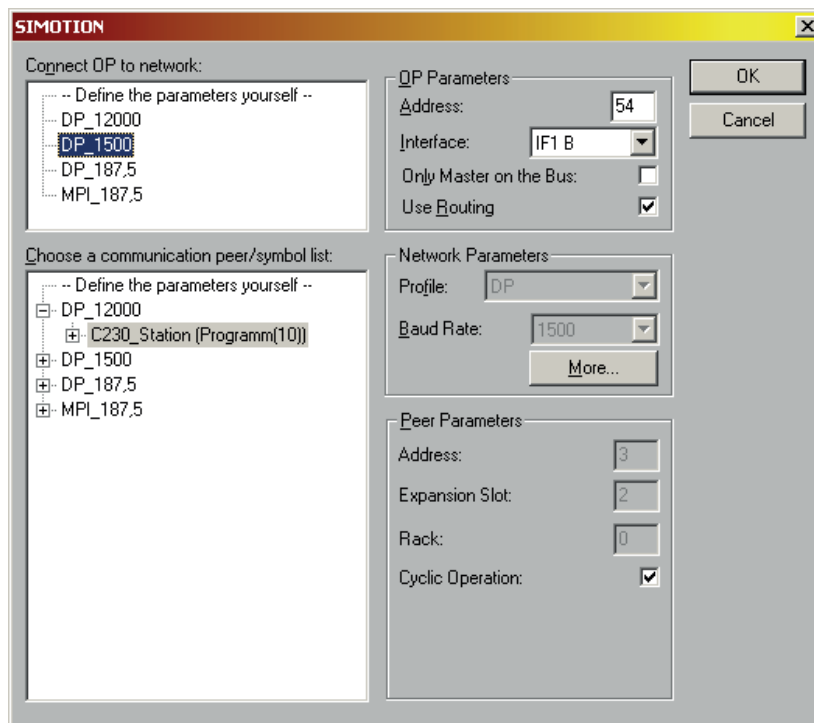 SIMOTION
Connect OP to network:
-- Define the parameters yourself --
DP_12000
DP_1500
DP_187,5
MPI_187,5
Choose a communication peer/symbol list:
-- Define the parameters yourself --
DP_12000
C230_Station (Programm(10))
DP_1500
DP_187,5
MPI_187,5
OP Parameters
Address: 54
Interface: IF1 B
Only Master on the Bus:
Use Routing
Network Parameters
Profile: DP
Baud Rate: 1500
More...
Peer Parameters
Address: 3
Expansion Slot: 2
Rack: 0
Cyclic Operation:
OK
Cancel